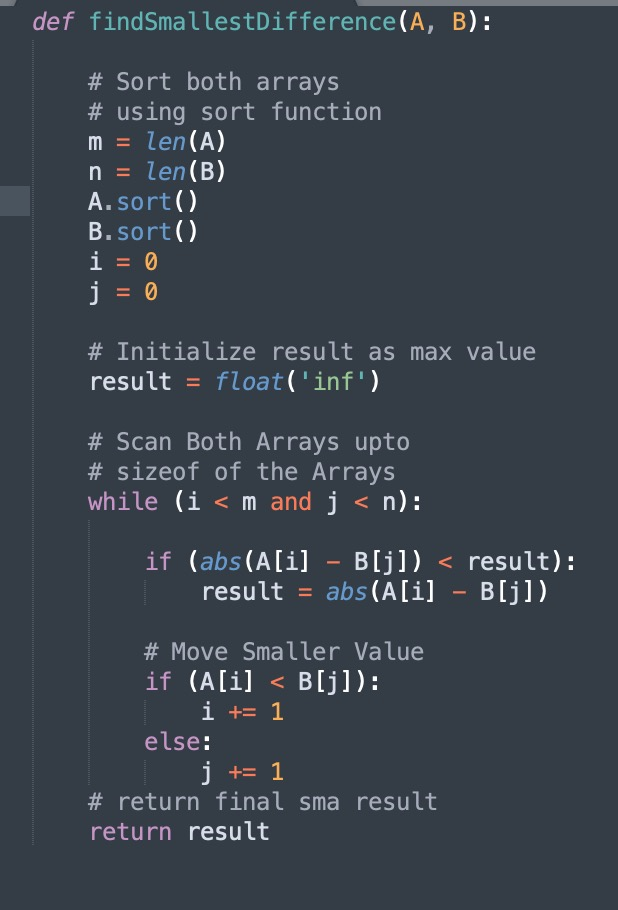 def findSmallestDifference(A, B):
# Sort both arrays
# using sort function
m = len(A)
n = len(B)
A.sort()
B.sort()
i = 0
j = 0
# Initialize result as max value
result = float('inf')
# Scan Both Arrays upto
# sizeof of the Arrays
while (i < m and j < n):
if (abs(A[i] - B[j]) < result):
result = abs(A[i] - B[j])
# Move Smaller Value
if (A[i] < B[j]):
i += 1
else:
j += 1
# return final sma result
return result